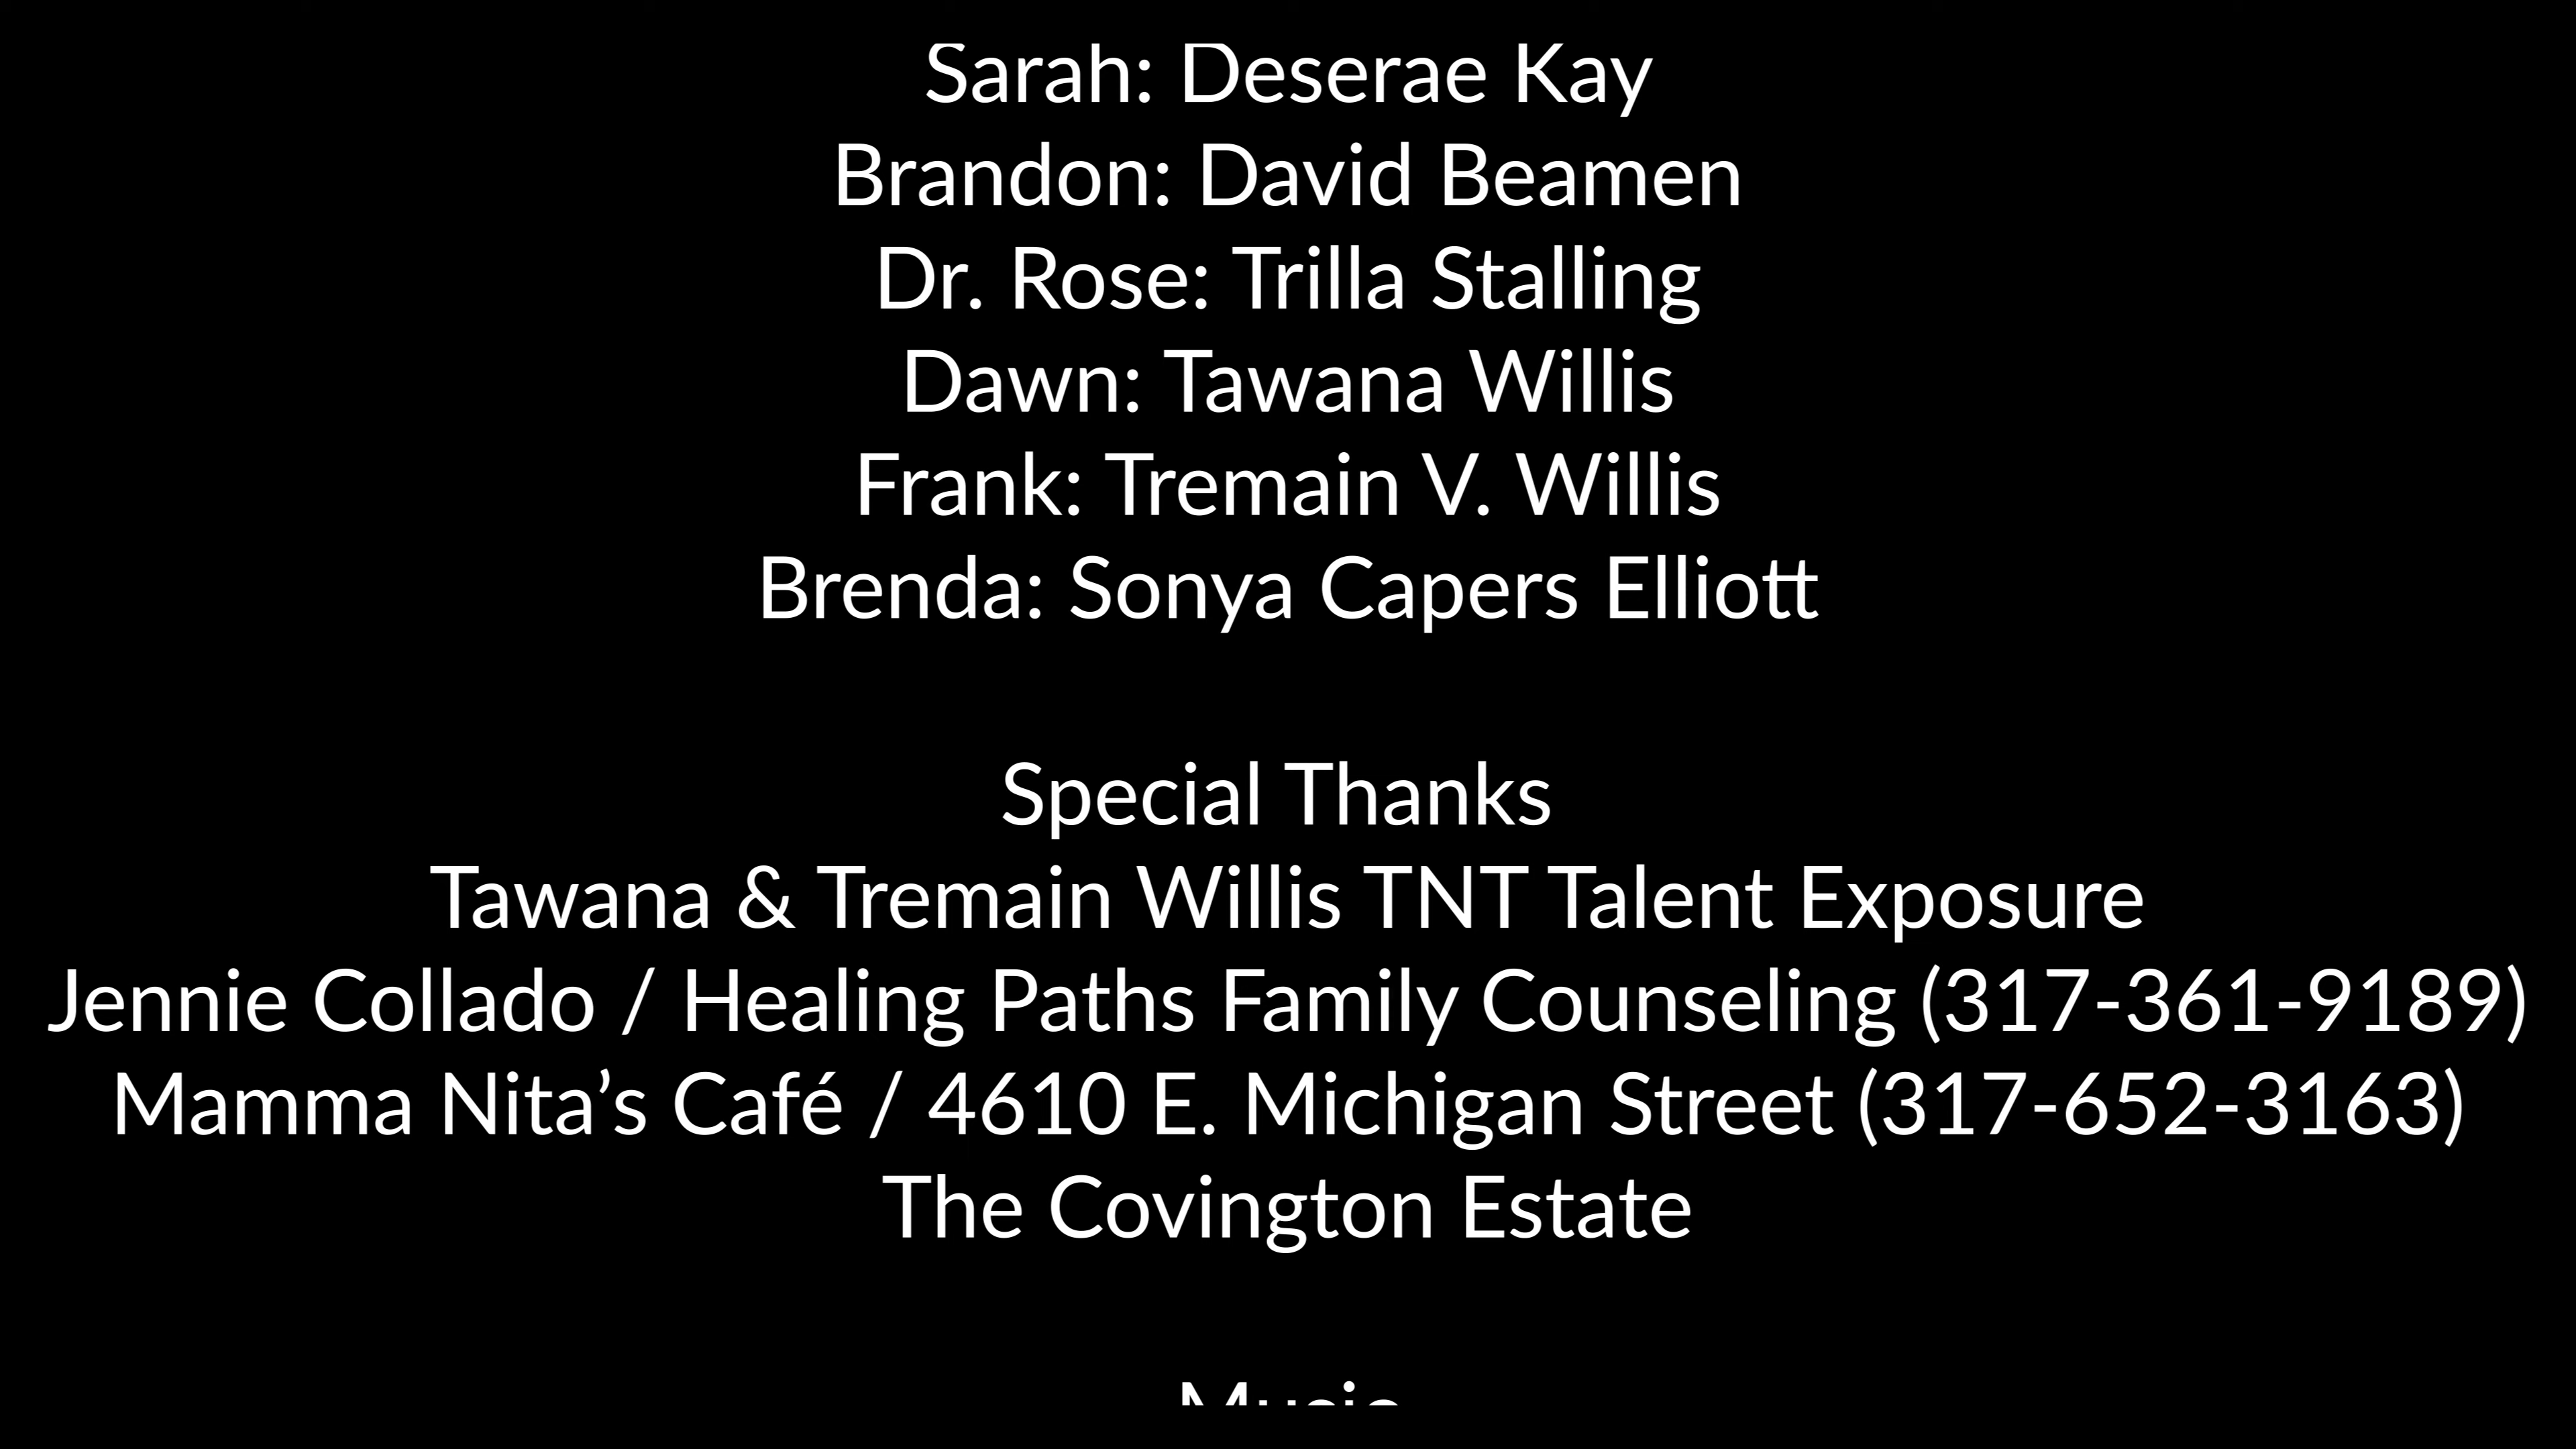 Sarah: Deserae Kay
Brandon: David Beamen
Dr. Rose: Trilla Stalling
Dawn: Tawana Willis
Frank: Tremain V. Willis
Brenda: Sonya Capers Elliott
Special Thanks
Tawana & Tremain Willis TNT Talent Exposure
Jennie Collado / Healing Paths Family Counseling (317-361-9189)
Mamma Nita’s Café / 4610 E. Michigan Street (317-652-3163)
The Covington Estate
Music